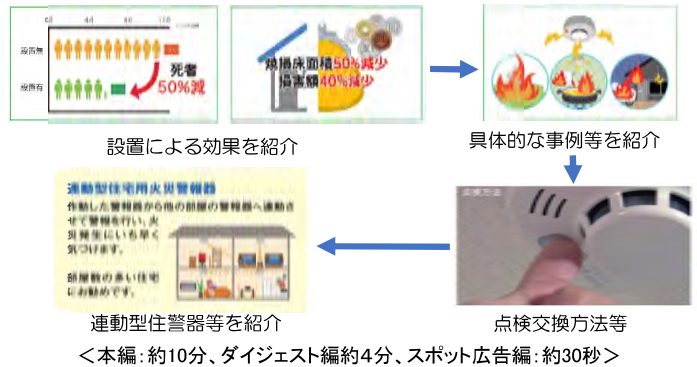 設置無
設置有
死者
50%減
焼損床面積50%減少
損害額40%減少
設置による効果を紹介
具体的な事例等を紹介
連動型住宅用火災警報器
作動した警報器から他の部屋の警報器へ連動さ
せて警報を行い、火
災発生にいち早く
気づけます。
部屋数の多い住宅
にお勧めです。
点検方法
連動型住警器等を紹介
点検交換方法等
＜本編：約10分、ダイジェスト編約4分、スポット広告編：約30秒＞